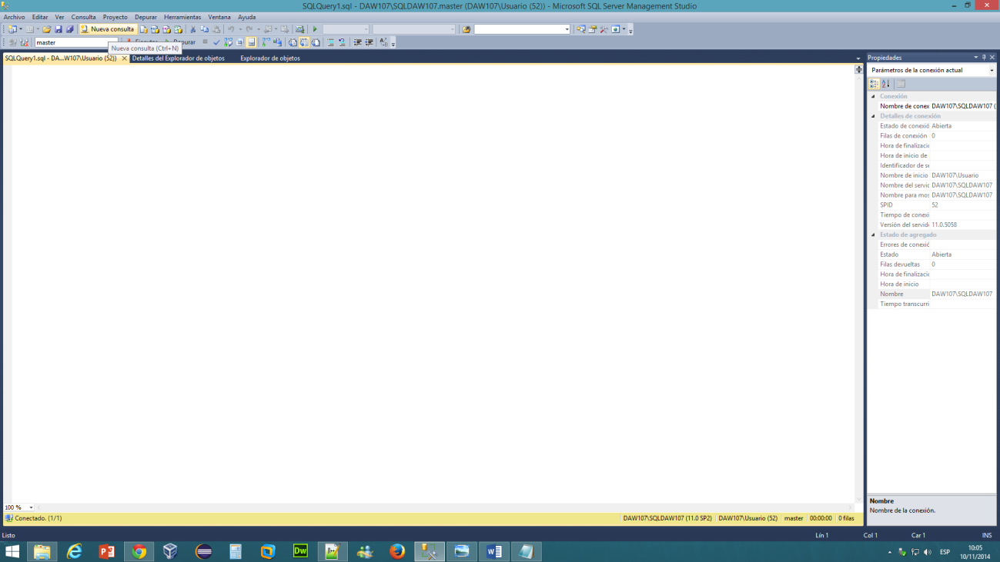 SQLQuery1.sql - DAW107\SQLDAW107.master (DAW107\Usuario (52)) - Microsoft SQL Server Management Studio
Archivo Editar Ver Consulta Proyecto Depurar Herramientas Ventana Ayuda
Nueva consulta
master
Depurar
Nueva consulta (Ctrl+N)
SQLQuery1.sql - DA...W107\Usuario (52)) Detalles del Explorador de objetos Explorador de objetos
Propiedades
Parámetros de la conexión actual
Conexión
Nombre de conex DAW107\SQLDAW107 (
Detalles de conexión
Estado de conexió Abierta
Filas de conexión 0
Hora de finalizació
Hora de inicio de
Identificador de se
Nombre de inicio DAW107\Usuario
Nombre del servic DAW107\SQLDAW107
Nombre para mos DAW107\SQLDAW107
SPID 52
Tiempo de conexi
Versión del servid 11.0.5058
Estado de agregado
Errores de conexió
Estado Abierta
Filas devueltas 0
Hora de finalizació
Hora de inicio
Nombre DAW107\SQLDAW107
Tiempo transcurri
100 %
Conectado. (1/1)
DAW107\SQLDAW107 (11.0 SP2) DAW107\Usuario (52) master 00:00:00 0 filas
Nombre
Nombre de la conexión.
Listo
Lín 1 Col 1 Car 1 INS
ESP
10:05
10/11/2014